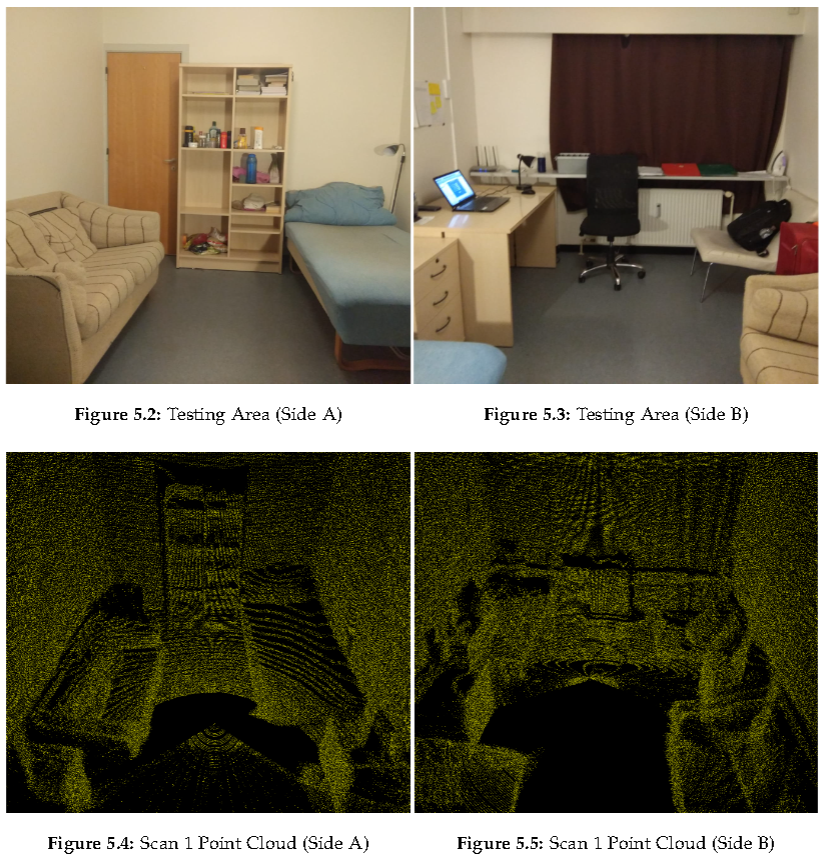 Figure 5.2: Testing Area (Side A)
Figure 5.3: Testing Area (Side B)
Figure 5.4: Scan 1 Point Cloud (Side A)
Figure 5.5: Scan 1 Point Cloud (Side B)